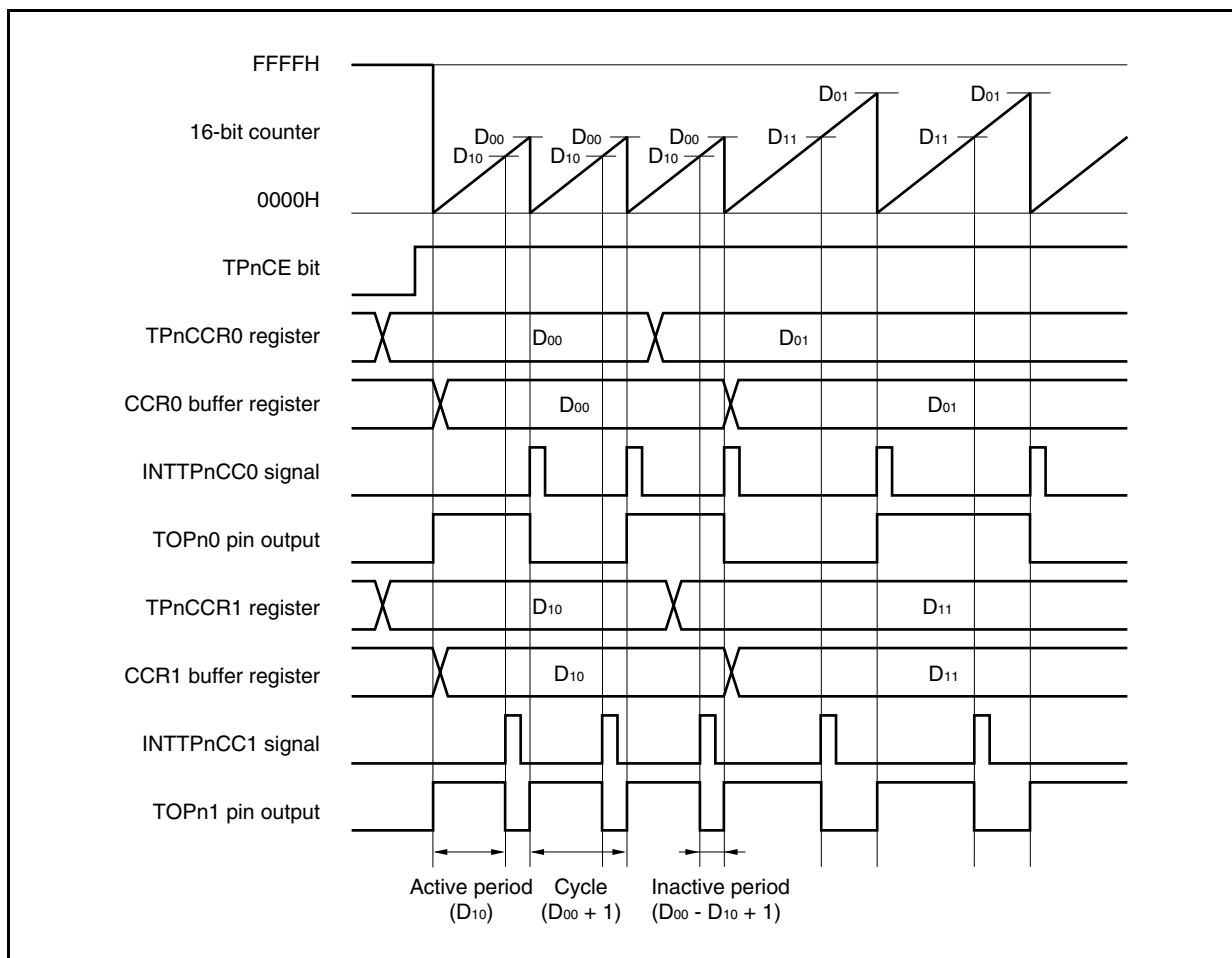 FFFFH
D01 D01
16-bit counter D00 D00 D00 D11 D11
D10 D10 D10
0000H
TPnCE bit
TPnCCR0 register D00 D01
CCR0 buffer register D00 D01
INTTPnCC0 signal
TOPn0 pin output
TPnCCR1 register D10 D11
CCR1 buffer register D10 D11
INTTPnCC1 signal
TOPn1 pin output
Active period Cycle Inactive period
(D10) (D00 + 1) (D00 - D10 + 1)